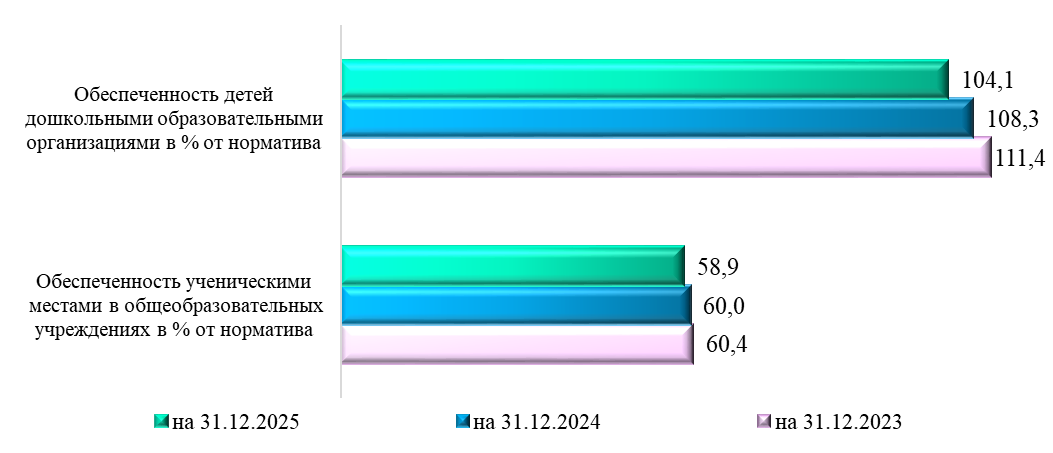 Обеспеченность детей
дошкольными образовательными
организациями в % от норматива
104,1
108,3
111,4
Обеспеченность ученическими
местами в общеобразовательных
учреждениях в % от норматива
58,9
60,0
60,4
на 31.12.2025
на 31.12.2024
на 31.12.2023